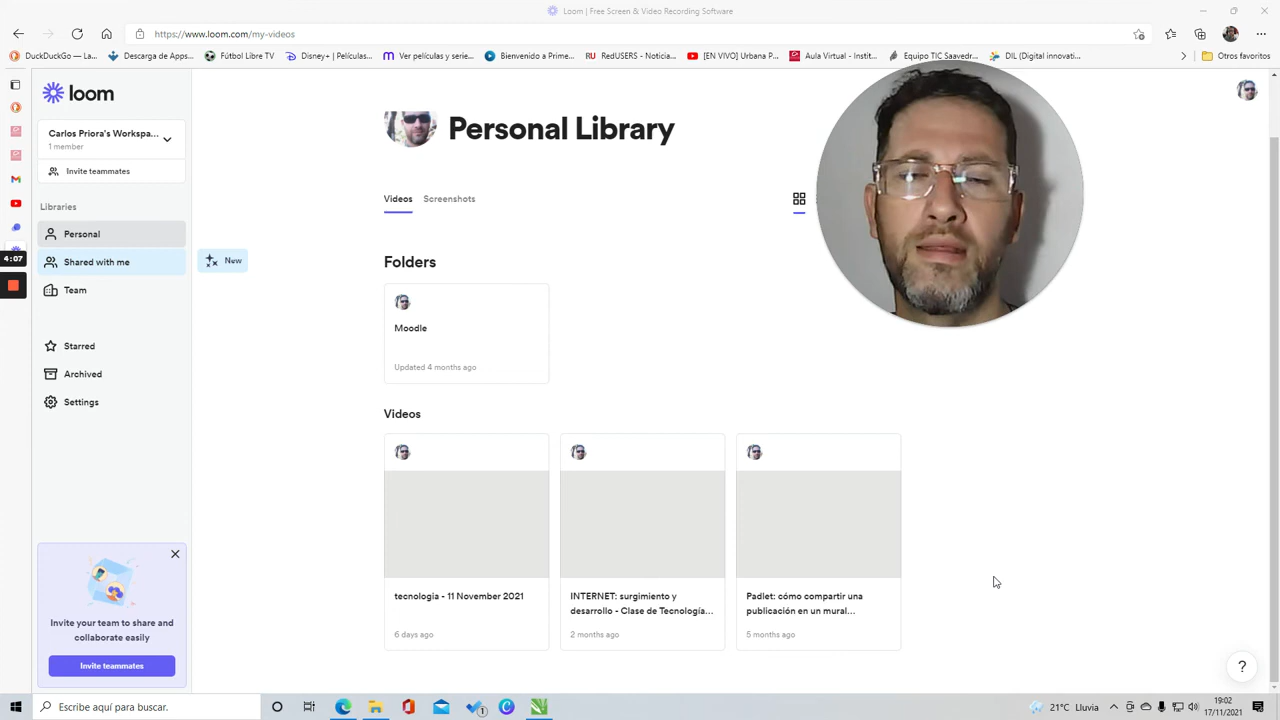 Loom | Free Screen & Video Recording Software
https://www.loom.com/my-videos
DuckDuckGo
Descarga de Apps...
Fútbol Libre TV
Disney+ | Películas...
Ver películas y serie...
Bienvenido a Prime...
RU RedUSERS - Noticia...
[EN VIVO] Urbana P...
Aula Virtual - Instit...
Equipo TIC Saavedr...
DIL (Digital innovati...
Otros favoritos
loom
Carlos Priora's Workspa...
1 member
Invite teammates
Libraries
Personal
Shared with me
New
Team
Starred
Archived
Settings
4:07
Invite your team to share and
collaborate easily
Invite teammates
Personal Library
Videos
Screenshots
Folders
Moodle
Updated 4 months ago
Videos
tecnologia - 11 November 2021
6 days ago
INTERNET: surgimiento y
desarrollo - Clase de Tecnología...
2 months ago
Padlet: cómo compartir una
publicación en un mural...
5 months ago
?
Escribe aquí para buscar.
1
21°C Lluvia
19:02
17/11/2021